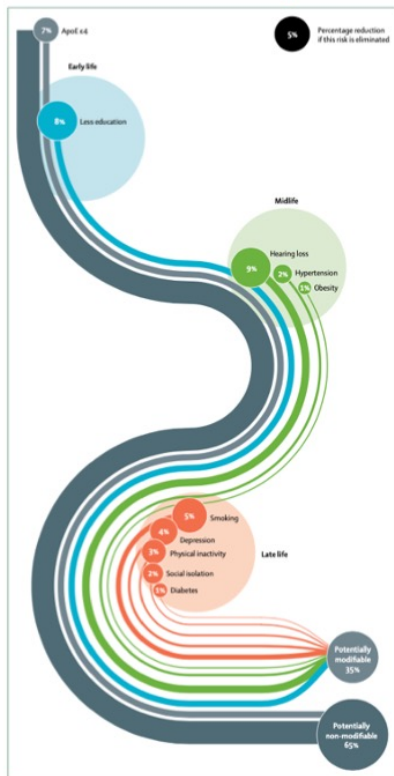 7%
ApoE ε4
5%
Percentage reduction
if this risk is eliminated
Early life
8%
Less education
Midlife
Hearing loss
9%
2%
Hypertension
1%
Obesity
5%
Smoking
4%
Depression
3%
Physical inactivity
Late life
2%
Social isolation
1%
Diabetes
Potentially
modifiable
35%
Potentially
non-modifiable
65%